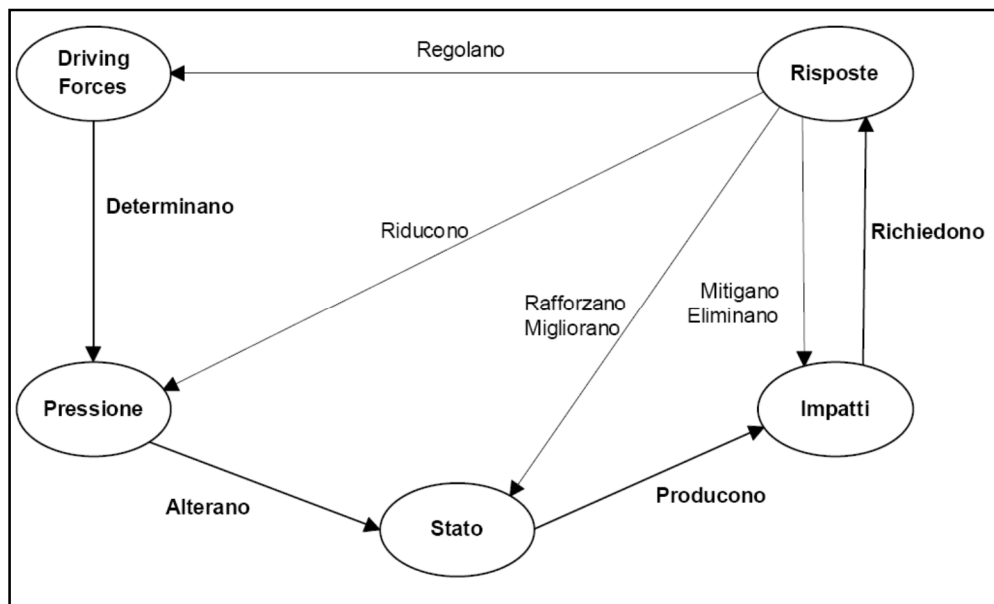 Driving
Forces
Regolano
Risposte
Determinano
Riducono
Richiedono
Rafforzano
Migliorano
Mitigano
Eliminano
Pressione
Impatti
Alterano
Stato
Producono